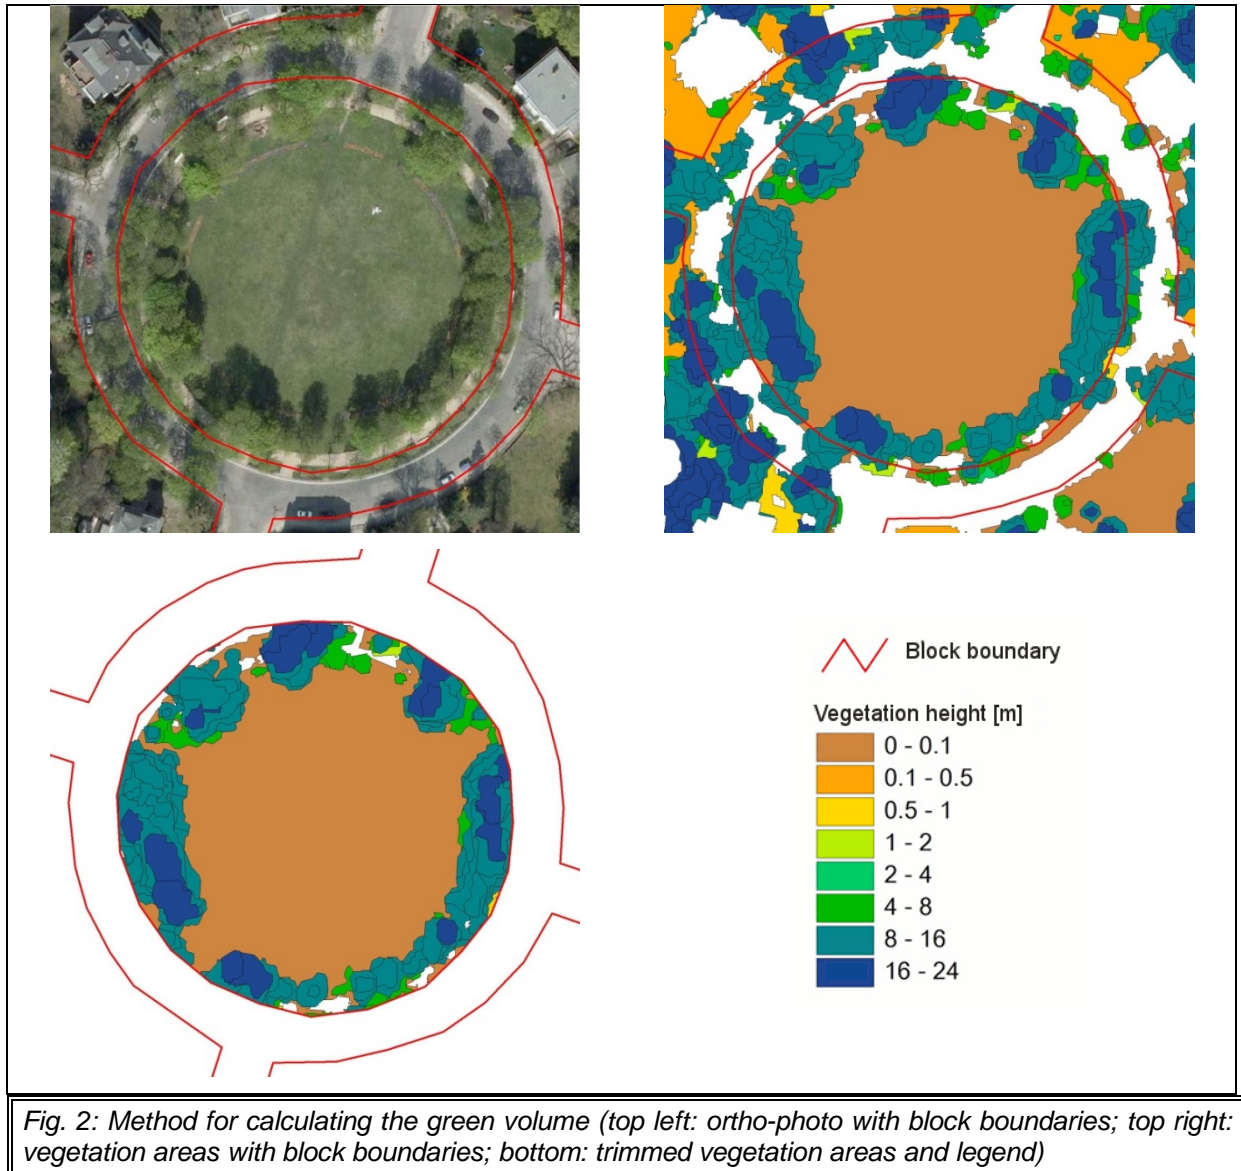 Block boundary
Vegetation height [m]
0 - 0.1
0.1 - 0.5
0.5 - 1
1 - 2
2 - 4
4 - 8
8 - 16
16 - 24
Fig. 2: Method for calculating the green volume (top left: ortho-photo with block boundaries; top right:
vegetation areas with block boundaries; bottom: trimmed vegetation areas and legend)